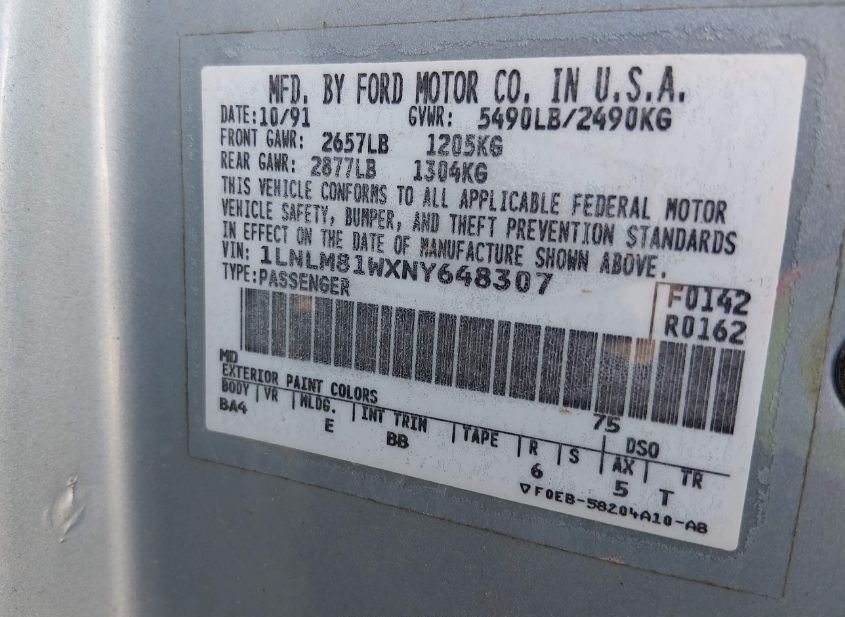 MFD. BY FORD MOTOR CO. IN U.S.A.
DATE: 10/91 GVWR: 5490LB/2490KG
FRONT GAWR: 2657LB 1205KG
REAR GAWR: 2877LB 1304KG
THIS VEHICLE CONFORMS TO ALL APPLICABLE FEDERAL MOTOR
VEHICLE SAFETY, BUMPER, AND THEFT PREVENTION STANDARDS
IN EFFECT ON THE DATE OF MANUFACTURE SHOWN ABOVE.
VIN: 1LNLM81WXNY648307
TYPE: PASSENGER
F0142
R0162
MD
EXTERIOR PAINT COLORS 75 DSO
BODY VR MLDG. INT TRIM TAPE R S AX TR
BA4 E BB 6 5 T
▽F0EB-58204A10-AB